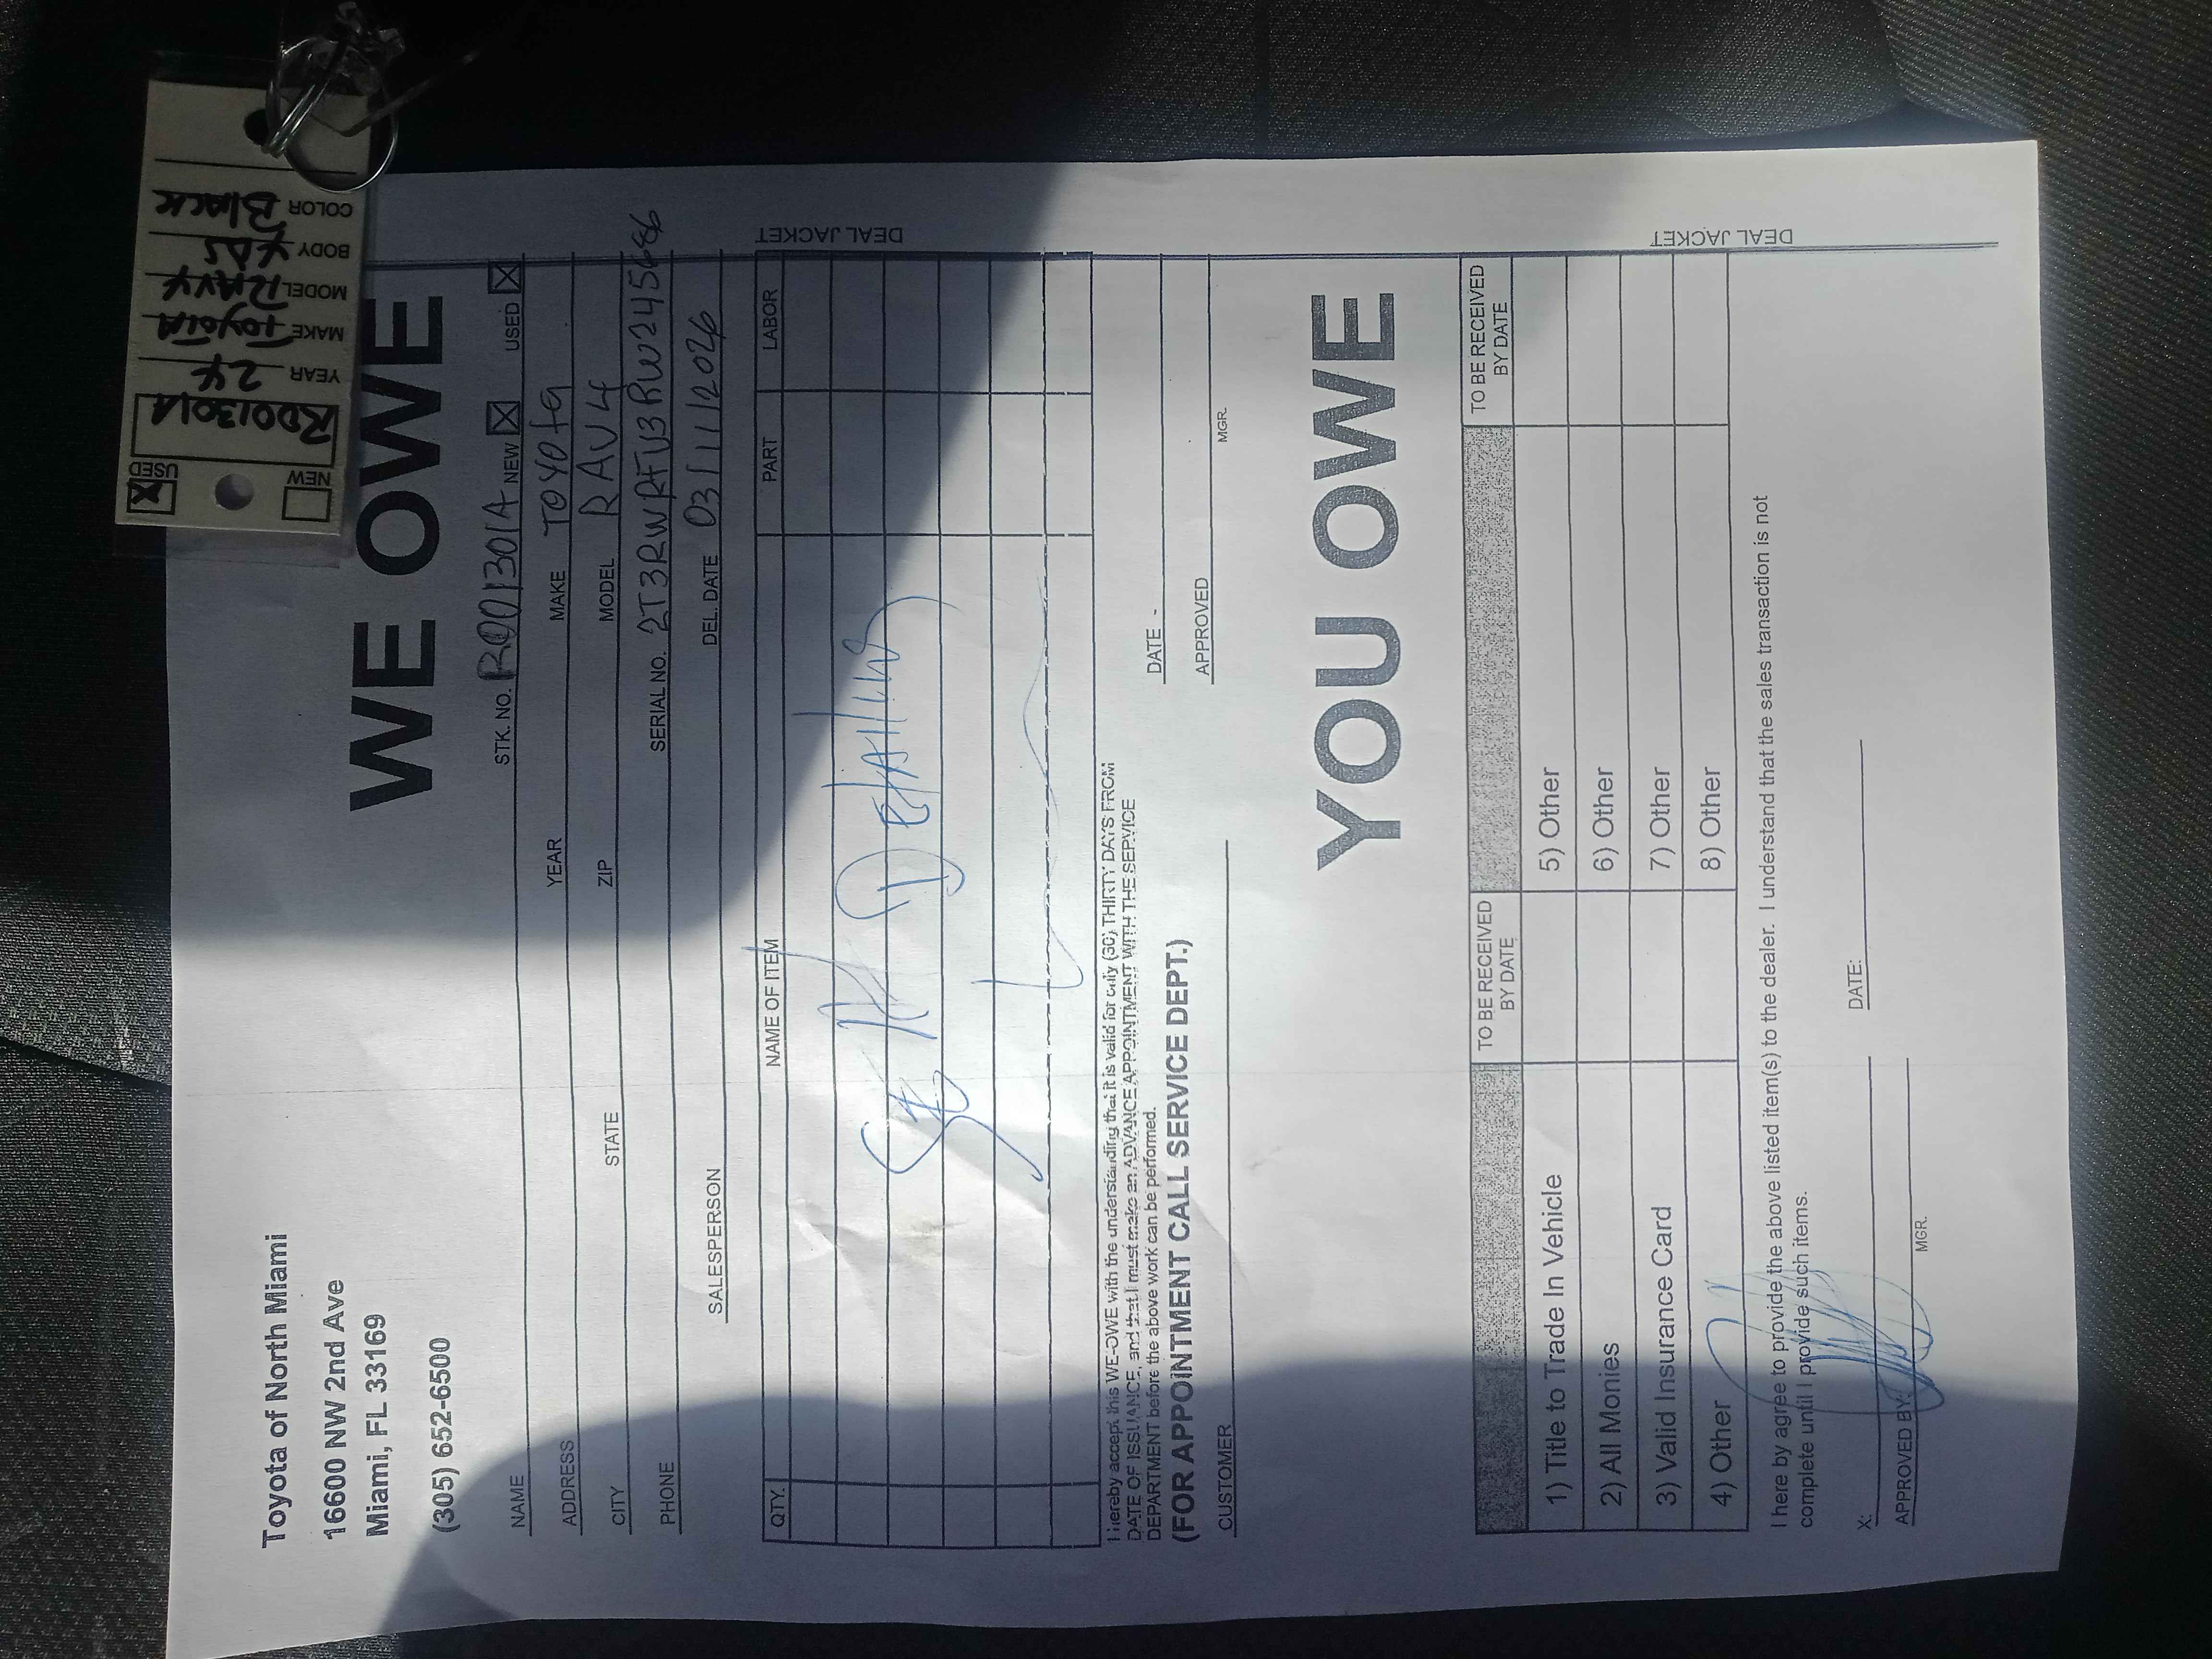 Toyota of North Miami
16600 NW 2nd Ave
Miami, FL 33169
(305) 652-6500
WE OWE
STK. NO. R001301A NEW X USED X
NAME
YEAR MAKE TOYOTA
ADDRESS
ZIP MODEL RAV4
CITY STATE
SERIAL NO. 2T3RWRFV3RW245686
PHONE
DEL. DATE 03/11/2026
SALESPERSON
QTY. NAME OF ITEM PART LABOR
DEAL JACKET
I hereby accept this WE-OWE with the understanding that it is valid for only (30) THIRTY DAYS FROM
DATE OF ISSUANCE, and that I must make an ADVANCE APPOINTMENT WITH THE SERVICE
DEPARTMENT before the above work can be performed.
(FOR APPOINTMENT CALL SERVICE DEPT.)
DATE
CUSTOMER APPROVED MGR.
YOU OWE
TO BE RECEIVED BY DATE TO BE RECEIVED BY DATE
1) Title to Trade In Vehicle 5) Other
2) All Monies 6) Other
3) Valid Insurance Card 7) Other
4) Other 8) Other
DEAL JACKET
I here by agree to provide the above listed item(s) to the dealer. I understand that the sales transaction is not
complete until I provide such items.
X: DATE:
APPROVED BY: MGR.
NEW X USED
R001301A
YEAR 24
MAKE TOYOTA
MODEL RAV4
BODY
COLOR BLACK